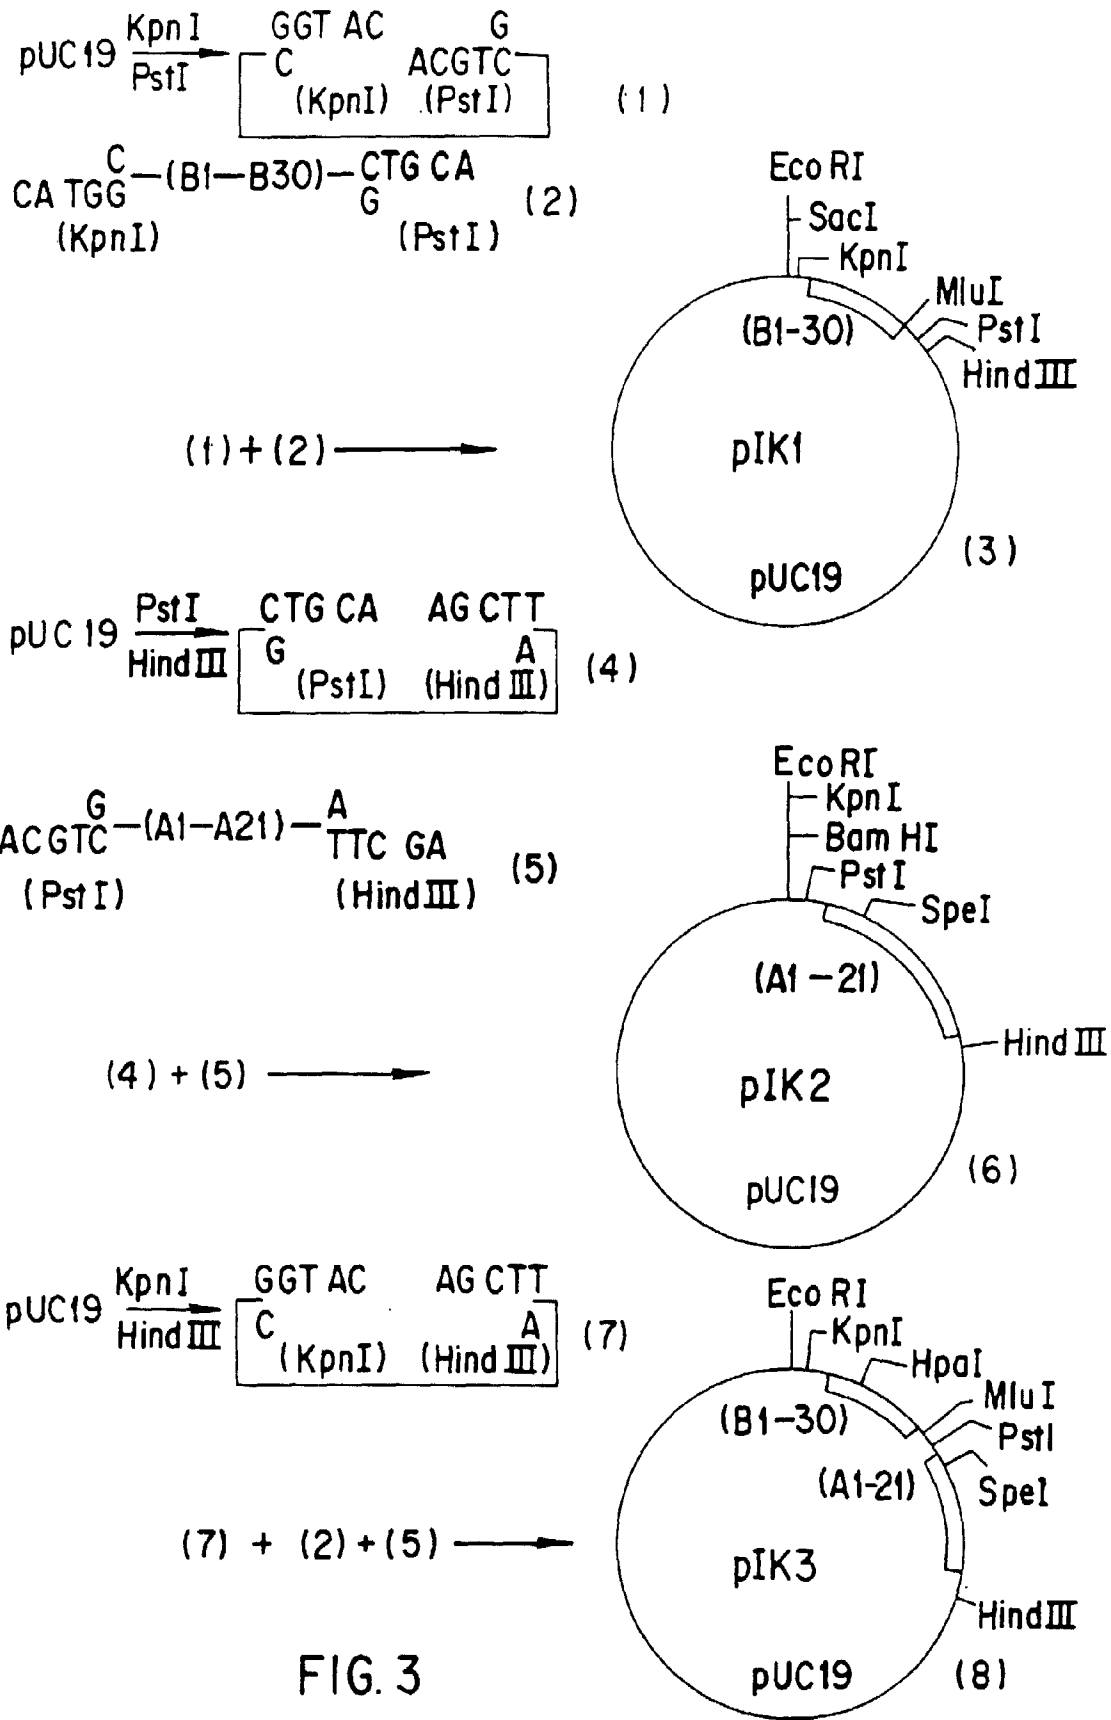 pUC19 KpnI PstI
GGT AC G
C ACGTC
(KpnI) (PstI) (1)
C
CA TGG —(B1—B30)— CTG CA
G
(KpnI) (PstI) (2)
(1)+(2)
EcoRI
SacI
KpnI
MluI
PstI
HindIII
(B1-30)
pIK1
pUC19
(3)
pUC19 PstI HindIII
CTG CA AG CTT
G A
(PstI) (HindIII) (4)
G
ACGTC —(A1—A21)— A
TTC GA
(PstI) (HindIII) (5)
(4)+(5)
EcoRI
KpnI
Bam HI
PstI
SpeI
(A1-21)
HindIII
pIK2
pUC19
(6)
pUC19 KpnI HindIII
GGT AC AG CTT
C A
(KpnI) (HindIII) (7)
(7) + (2)+(5)
EcoRI
KpnI
HpaI
MluI
PstI
SpeI
(B1-30)
(A1-21)
HindIII
pIK3
pUC19
(8)
FIG. 3